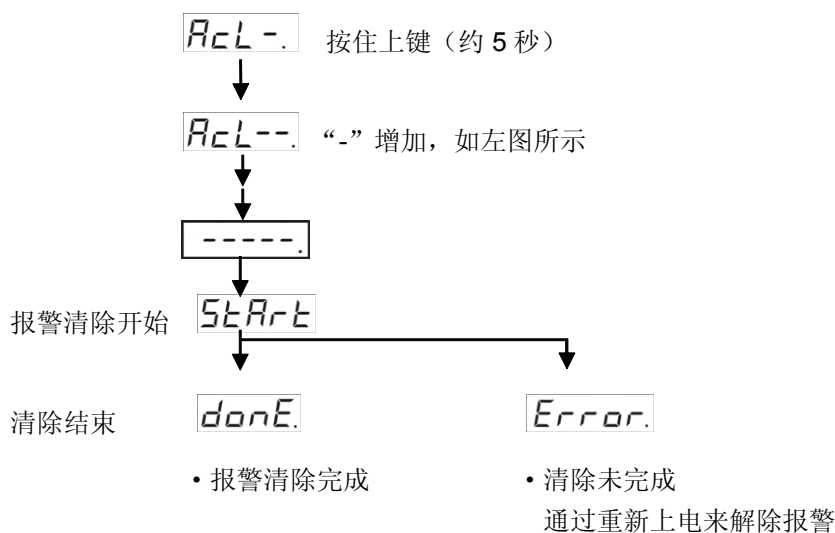 AcL-. 按住上键（约 5 秒）
AcL--. “-”增加，如左图所示
-----.
报警清除开始 StArt
清除结束 donE. Error.
·报警清除完成 ·清除未完成
通过重新上电来解除报警